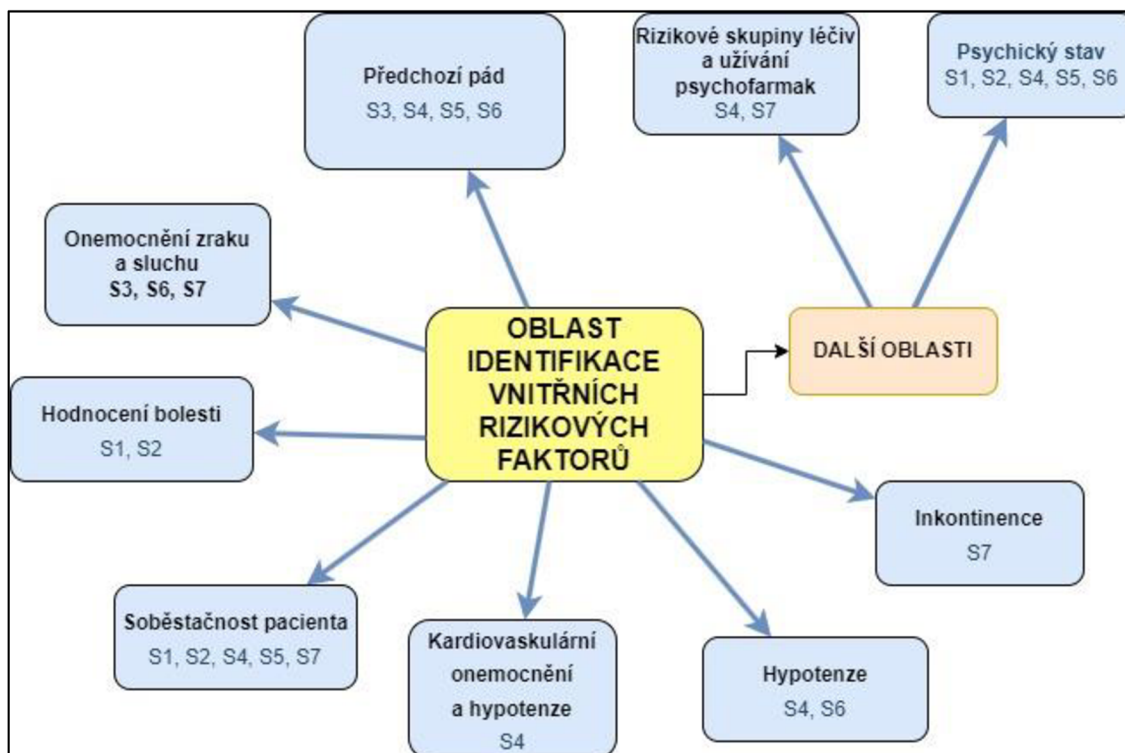 Předchozí pád
S3, S4, S5, S6
Rizikové skupiny léčiv
a užívání
psychofarmak
S4, S7
Psychický stav
S1, S2, S4, S5, S6
Onemocnění zraku
a sluchu
S3, S6, S7
OBLAST
IDENTIFIKACE
VNITŘNÍCH
RIZIKOVÝCH
FAKTORŮ
DALŠÍ OBLASTI
Hodnocení bolesti
S1, S2
Inkontinence
S7
Soběstačnost pacienta
S1, S2, S4, S5, S7
Kardiovaskulární
onemocnění
a hypotenze
S4
Hypotenze
S4, S6